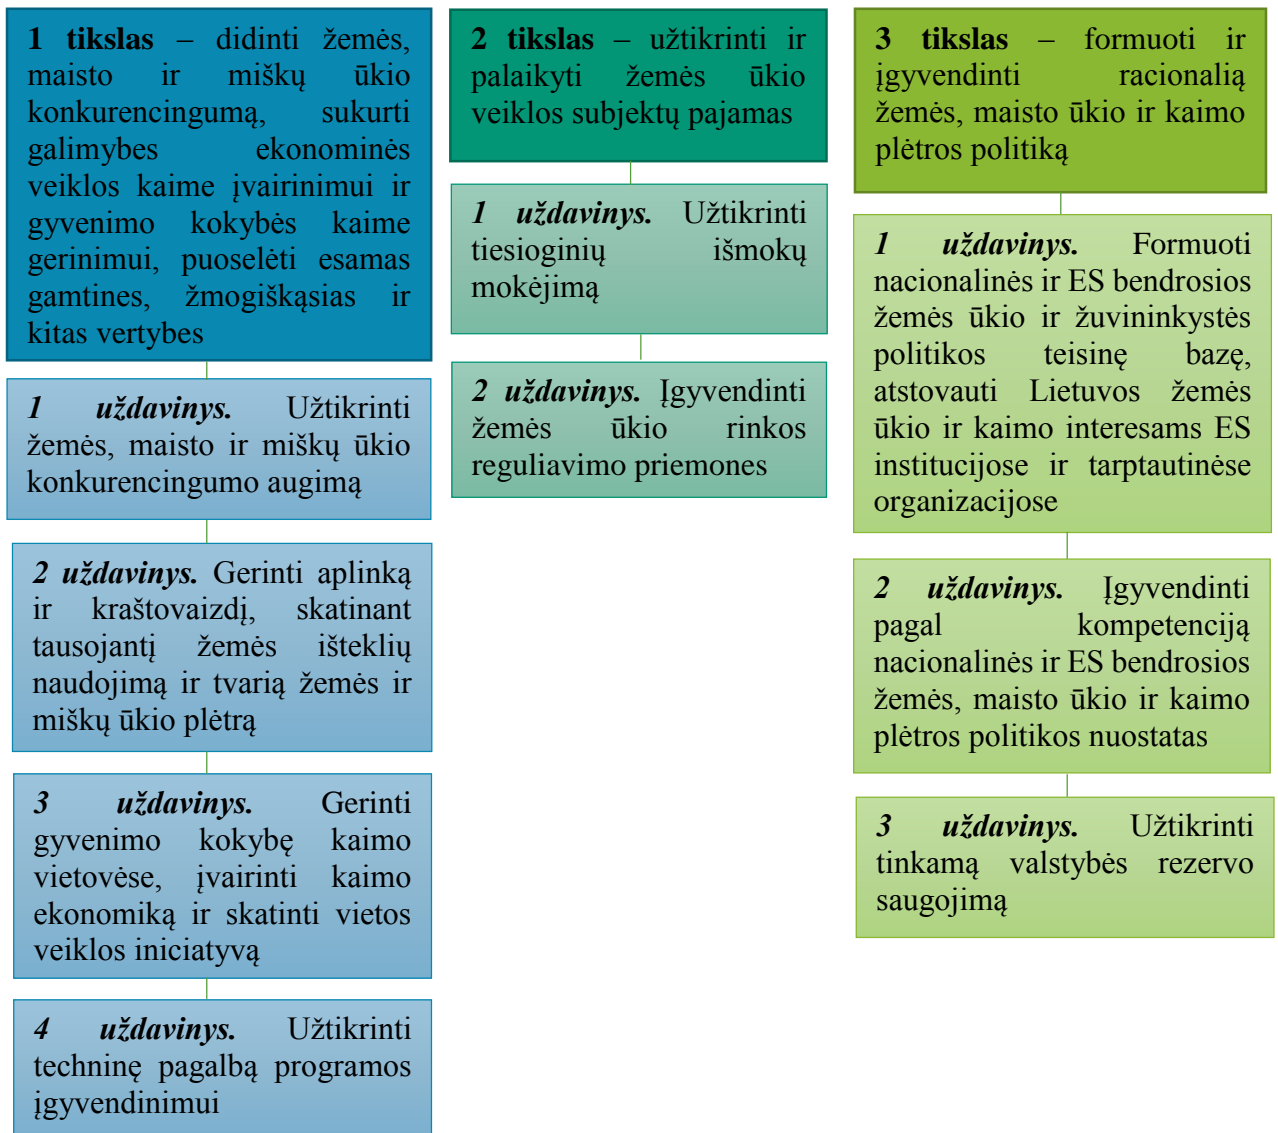 1 tikslas – didinti žemės,
maisto ir miškų ūkio
konkurencingumą, sukurti
galimybes ekonominės
veiklos kaime įvairinimui ir
gyvenimo kokybės kaime
gerinimui, puoselėti esamas
gamtines, žmogiškąsias ir
kitas vertybes
1 uždavinys. Užtikrinti
žemės, maisto ir miškų ūkio
konkurencingumo augimą
2 uždavinys. Gerinti aplinką
ir kraštovaizdį, skatinant
tausojantį žemės išteklių
naudojimą ir tvarią žemės ir
miškų ūkio plėtrą
3 uždavinys. Gerinti
gyvenimo kokybę kaimo
vietovėse, įvairinti kaimo
ekonomiką ir skatinti vietos
veiklos iniciatyvą
4 uždavinys. Užtikrinti
techninę pagalbą programos
įgyvendinimui
2 tikslas – užtikrinti ir
palaikyti žemės ūkio
veiklos subjektų pajamas
1 uždavinys. Užtikrinti
tiesioginių išmokų
mokėjimą
2 uždavinys. Įgyvendinti
žemės ūkio rinkos
reguliavimo priemones
3 tikslas – formuoti ir
įgyvendinti racionalią
žemės, maisto ūkio ir kaimo
plėtros politiką
1 uždavinys. Formuoti
nacionalinės ir ES bendrosios
žemės ūkio ir žuvininkystės
politikos teisinę bazę,
atstovauti Lietuvos žemės
ūkio ir kaimo interesams ES
institucijose ir tarptautinėse
organizacijose
2 uždavinys. Įgyvendinti
pagal kompetenciją
nacionalinės ir ES bendrosios
žemės, maisto ūkio ir kaimo
plėtros politikos nuostatas
3 uždavinys. Užtikrinti
tinkamą valstybės rezervo
saugojimą